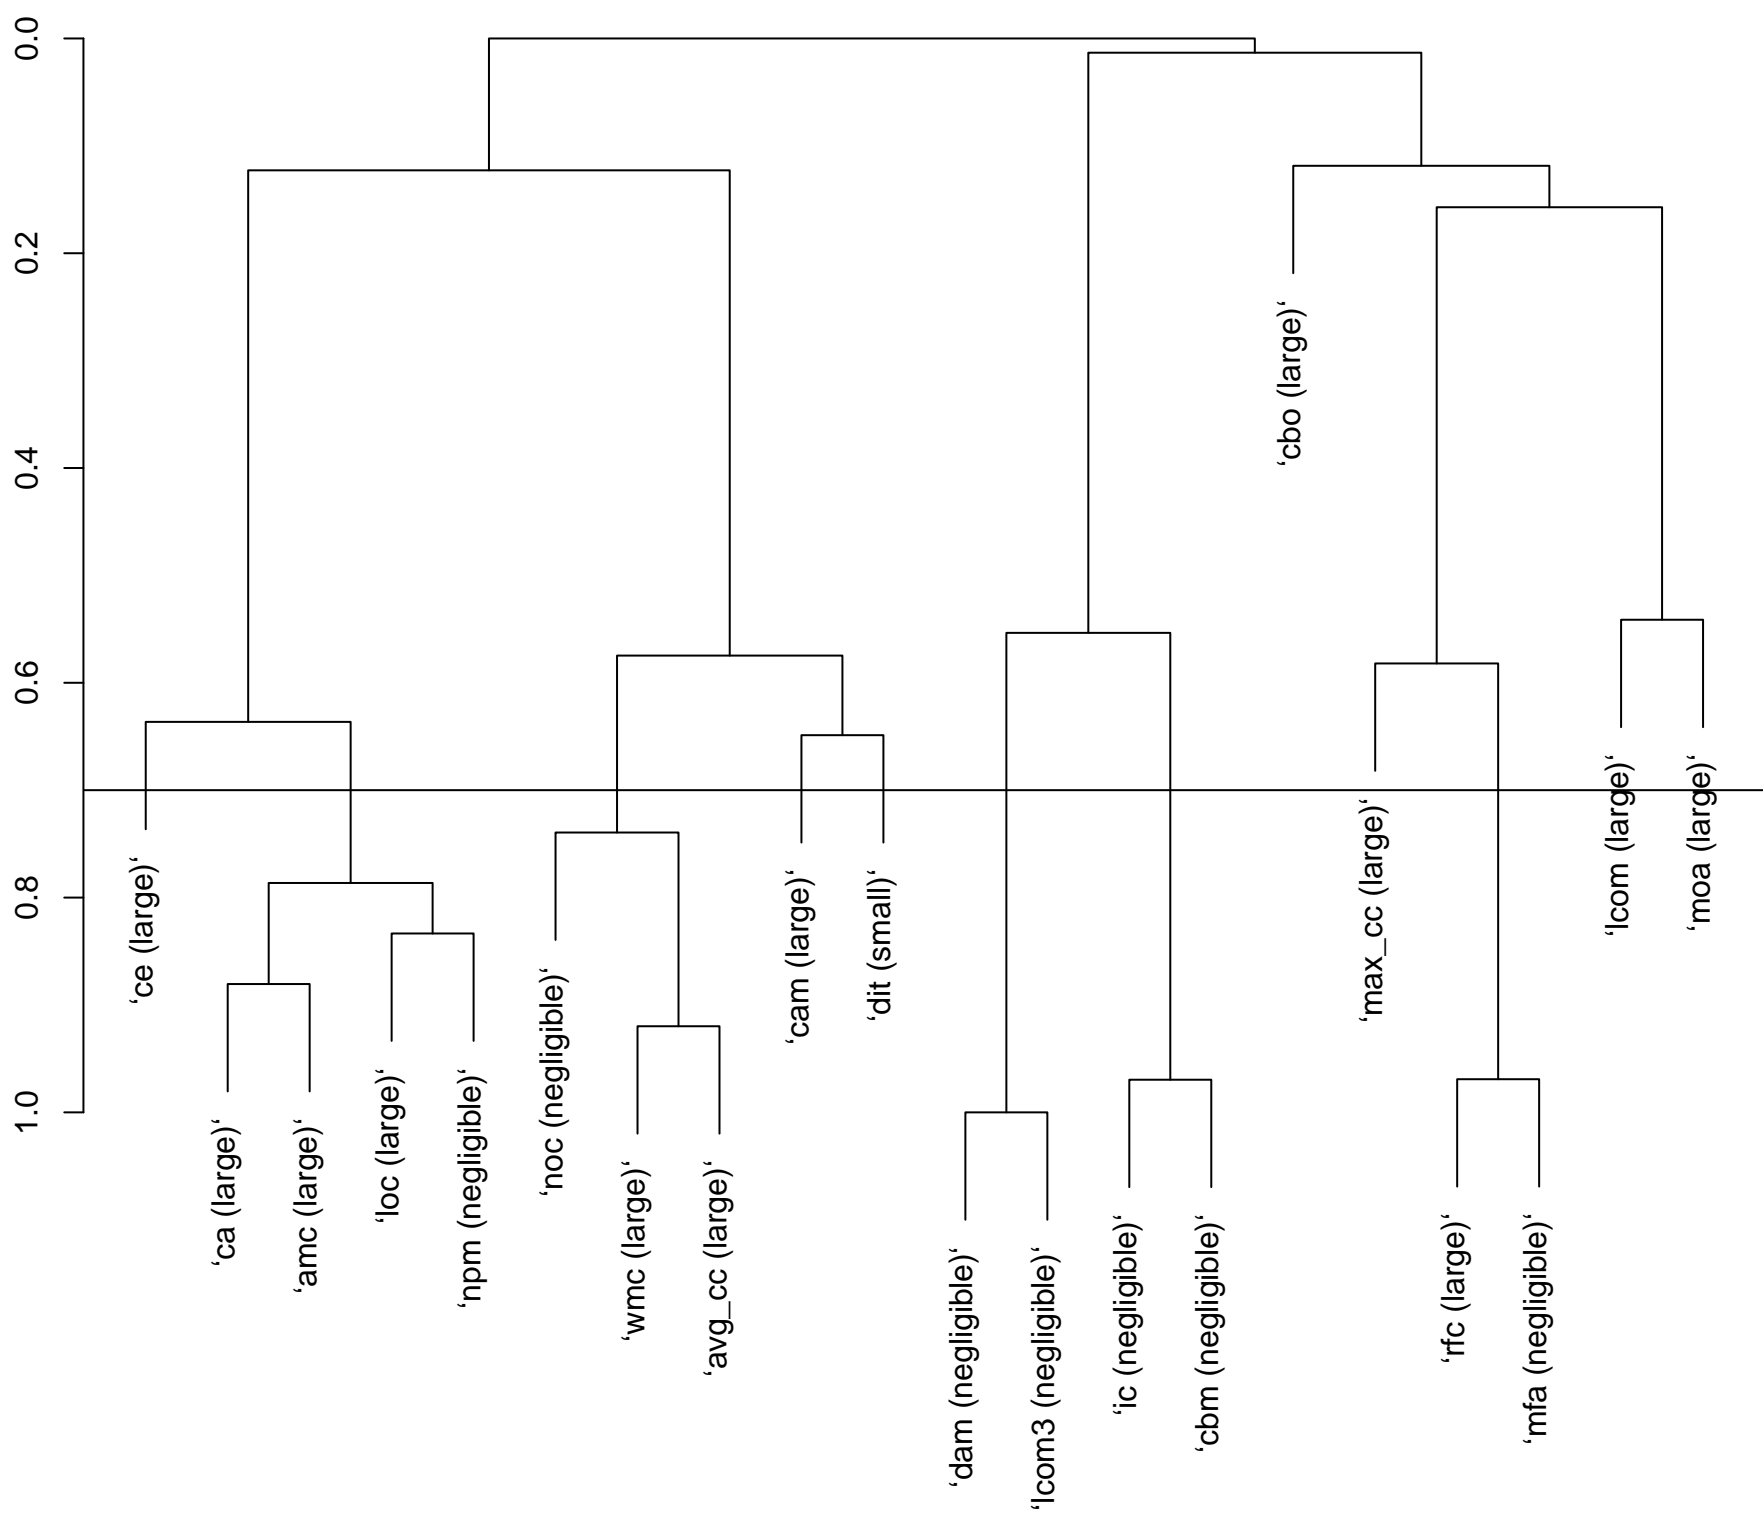 0.0
0.2
0.4
0.6
0.8
1.0
‘ce (large)‘
‘ca (large)‘
‘amc (large)‘
‘loc (large)‘
‘npm (negligible)‘
‘noc (negligible)‘
‘wmc (large)‘
‘avg_cc (large)‘
‘cam (large)‘
‘dit (small)‘
‘dam (negligible)‘
‘lcom3 (negligible)‘
‘ic (negligible)‘
‘cbm (negligible)‘
‘cbo (large)‘
‘max_cc (large)‘
‘rfc (large)‘
‘mfa (negligible)‘
‘lcom (large)‘
‘moa (large)‘